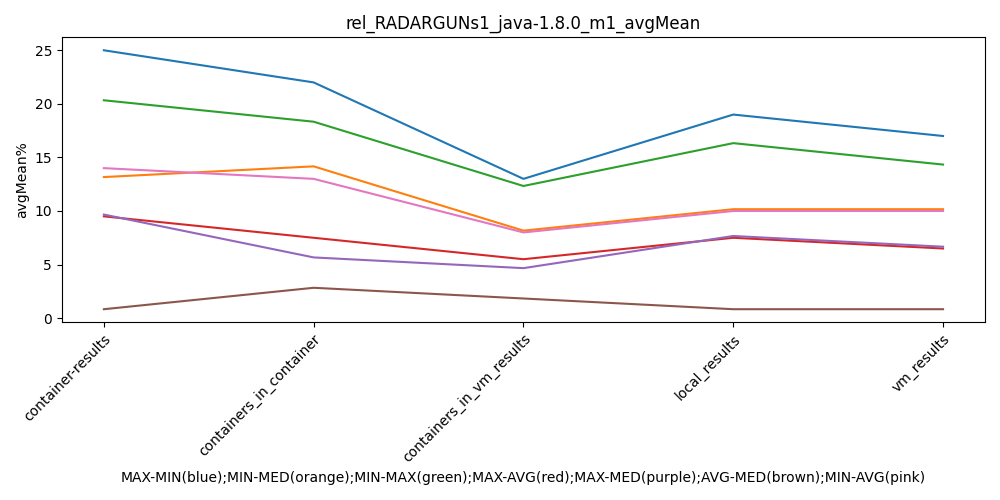 rel_RADARGUNs1_java-1.8.0_m1_avgMean
avgMean%
25
20
15
10
5
0
container-results
containers_in_container
containers_in_vm_results
local_results
vm_results
MAX-MIN(blue);MIN-MED(orange);MIN-MAX(green);MAX-AVG(red);MAX-MED(purple);AVG-MED(brown);MIN-AVG(pink)